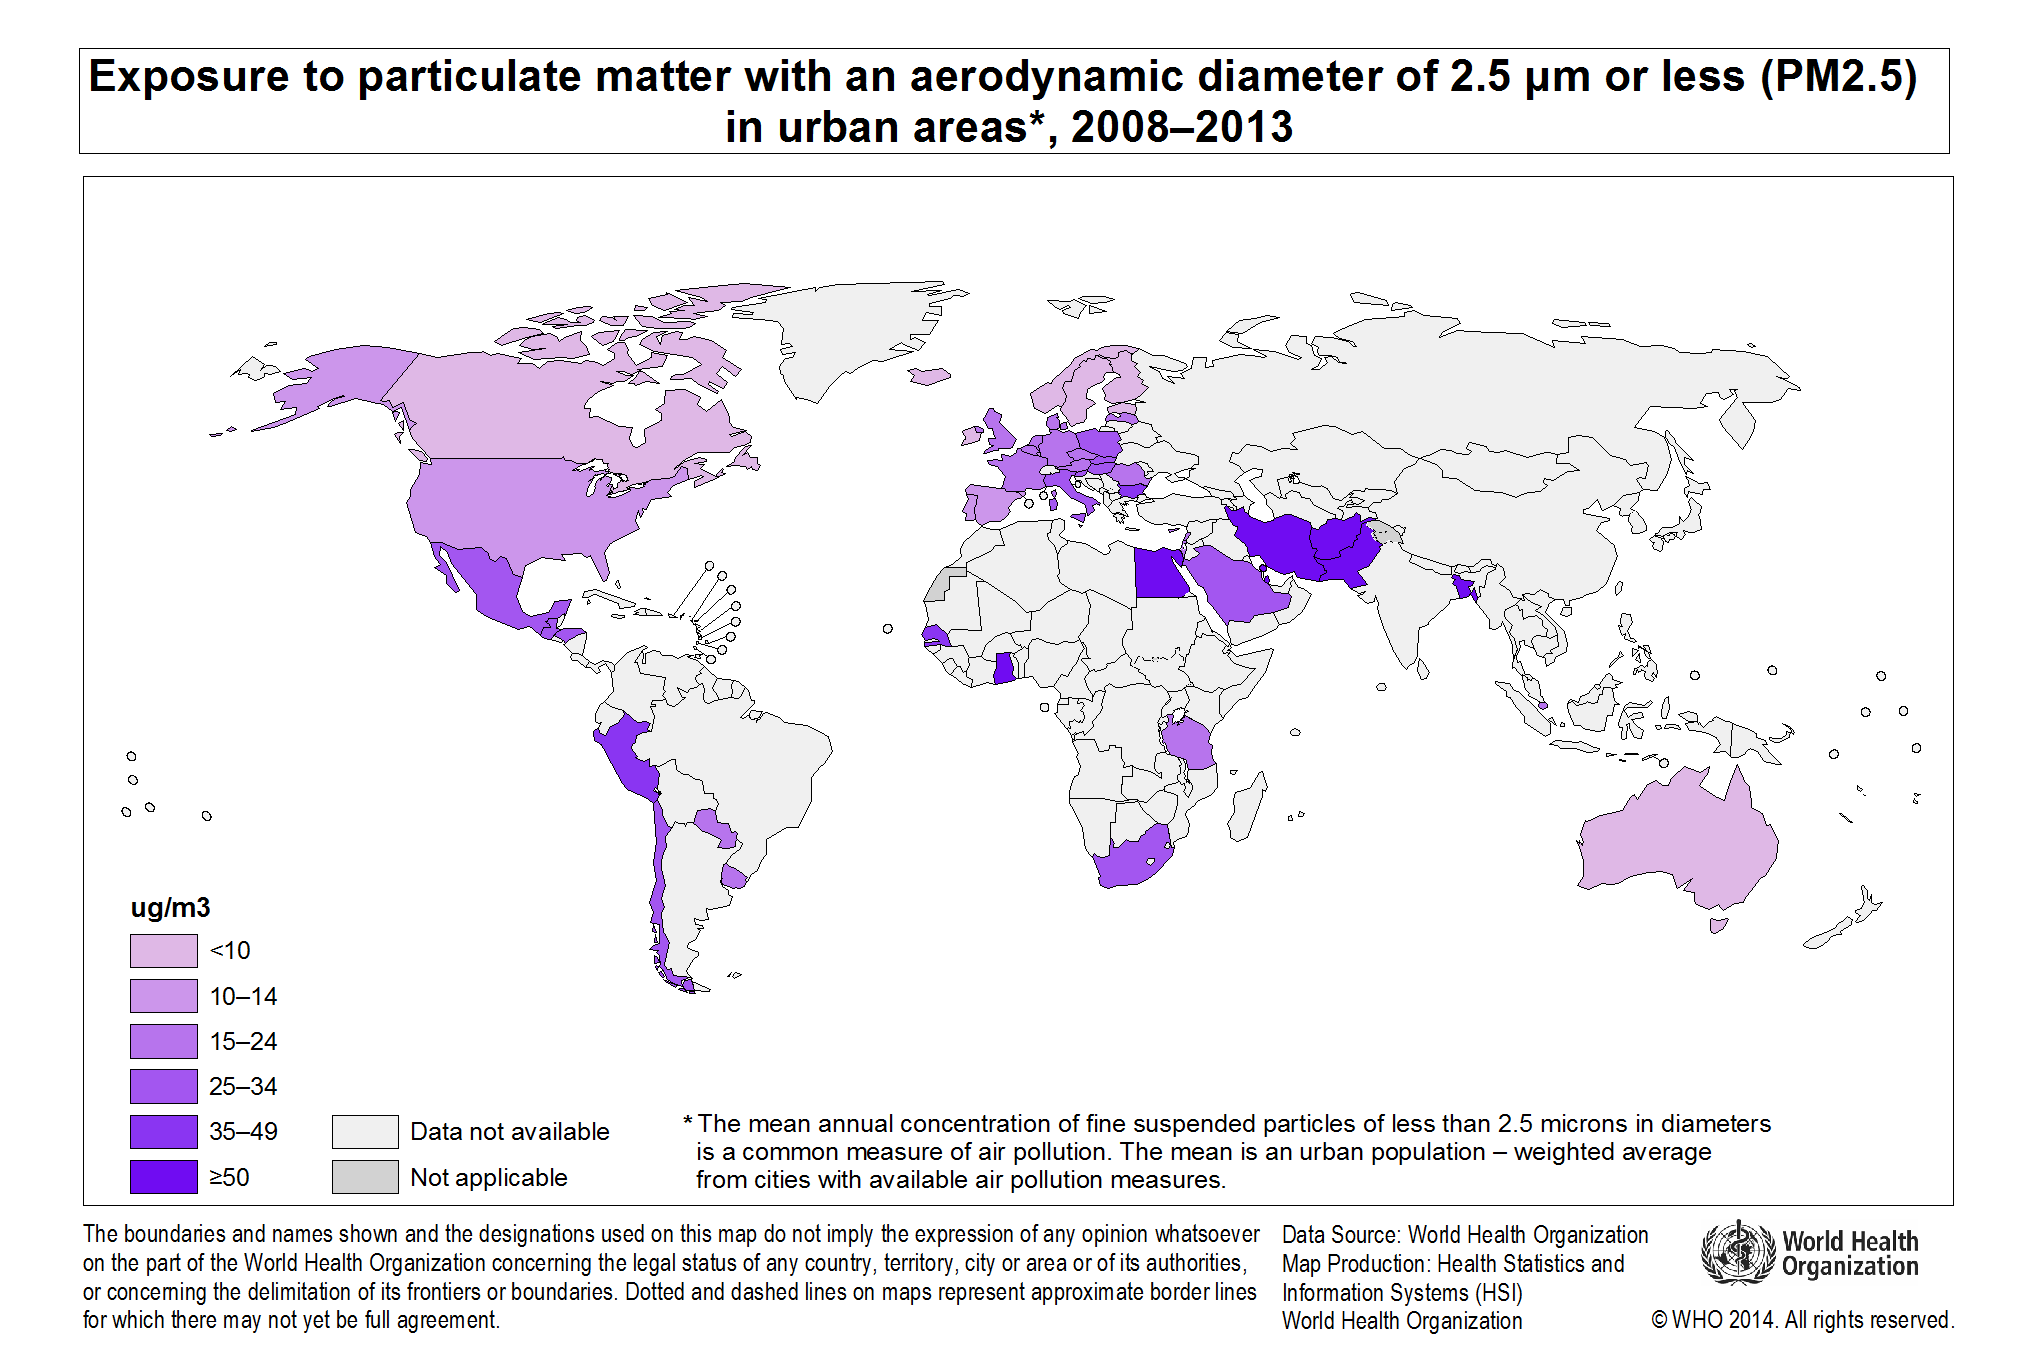 Exposure to particulate matter with an aerodynamic diameter of 2.5 µm or less (PM2.5)
in urban areas*, 2008–2013
ug/m3
<10
10–14
15–24
25–34
35–49
≥50
Data not available
Not applicable
* The mean annual concentration of fine suspended particles of less than 2.5 microns in diameters
is a common measure of air pollution. The mean is an urban population – weighted average
from cities with available air pollution measures.
The boundaries and names shown and the designations used on this map do not imply the expression of any opinion whatsoever
on the part of the World Health Organization concerning the legal status of any country, territory, city or area or of its authorities,
or concerning the delimitation of its frontiers or boundaries. Dotted and dashed lines on maps represent approximate border lines
for which there may not yet be full agreement.
Data Source: World Health Organization
Map Production: Health Statistics and
Information Systems (HSI)
World Health Organization
World Health
Organization
© WHO 2014. All rights reserved.